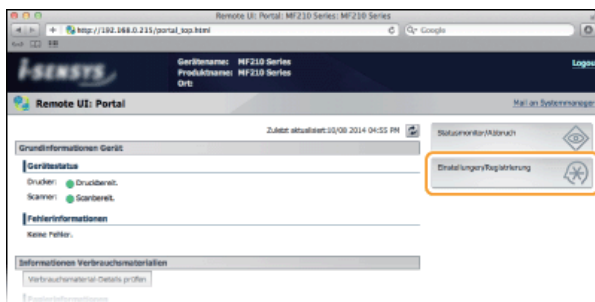 Remote UI: Portal: MF210 Series: MF210 Series
http://192.168.0.215/portal_top.html
Google
i-SENSYS
Gerätename: MF210 Series
Produktname: MF210 Series
Ort:
Logou
Remote UI: Portal
Mail an Systemmanager
Zuletzt aktualisiert:10/08 2014 04:55 PM
Grundinformationen Gerät
Gerätestatus
Drucker: Druckbereit.
Scanner: Scanbereit.
Fehlerinformationen
Keine Fehler.
Informationen Verbrauchsmaterialien
Verbrauchsmaterial-Details prüfen
Statusmonitor/Abbruch
Einstellungen/Registrierung